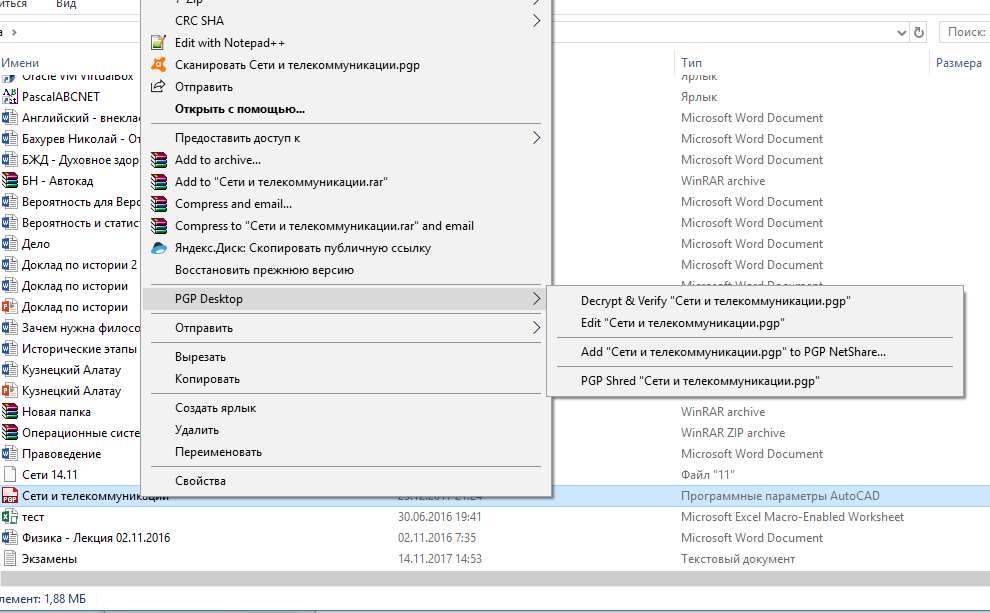 Вид
CRC SHA
Edit with Notepad++
Сканировать Сети и телекоммуникации.pgp
Отправить
Открыть с помощью...
Предоставить доступ к
Add to archive...
Add to "Сети и телекоммуникации.rar"
Compress and email...
Compress to "Сети и телекоммуникации.rar" and email
Яндекс.Диск: Скопировать публичную ссылку
Восстановить прежнюю версию
PGP Desktop
Отправить
Вырезать
Копировать
Создать ярлык
Удалить
Переименовать
Свойства
Decrypt & Verify "Сети и телекоммуникации.pgp"
Edit "Сети и телекоммуникации.pgp"
Add "Сети и телекоммуникации.pgp" to PGP NetShare...
PGP Shred "Сети и телекоммуникации.pgp"
Поиск:
Имени Тип Размера
Oracle VM VirtualBox Ярлык
PascalABCNET Ярлык
Английский - Microsoft Word Document
Бахурев Николай - Microsoft Word Document
БЖД - Духовное Microsoft Word Document
БН - Автокад WinRAR archive
Вероятность для Microsoft Word Document
Вероятность и Microsoft Word Document
Дело Microsoft Word Document
Доклад по истории 2 Microsoft Word Document
Доклад по истории
Доклад по истории
Зачем нужна
Исторические этапы
Кузнецкий Алатау
Кузнецкий Алатау
Новая папка WinRAR archive
Операционные WinRAR ZIP archive
Правоведение Microsoft Word Document
Сети 14.11 Файл "11"
PGP Сети и телекоммуникации Программные параметры AutoCAD
тест 30.06.2016 19:41 Microsoft Excel Macro-Enabled Worksheet
Физика - Лекция 02.11.2016 02.11.2016 7:35 Microsoft Word Document
Экзамены 14.11.2017 14:53 Текстовый документ
1,88 МБ